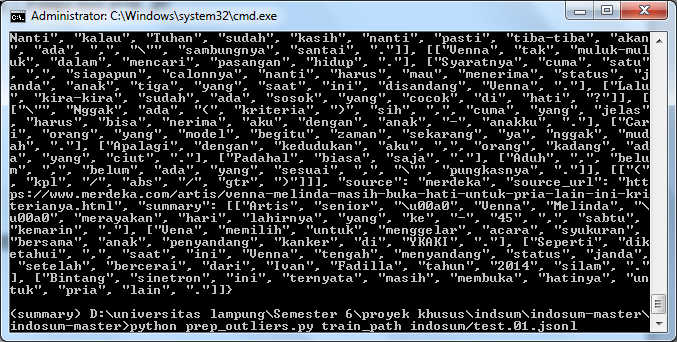 Administrator: C:\Windows\system32\cmd.exe
Nanti", "kalau", "Tuhan", "sudah", "kasih", "nanti", "pasti", "tiba-tiba", "akan
", "ada", ",", "\"", "sambungnya", "santai", "."]], [["Venna", "tak", "muluk-mul
uk", "dalam", "mencari", "pasangan", "hidup", "."], ["Syaratnya", "cuma", "satu"
, ",", "siapapun", "calonnya", "nanti", "harus", "mau", "menerima", "status", "j
anda", "anak", "tiga", "yang", "saat", "ini", "disandang", "Venna", "."], ["Lalu
", "kira-kira", "sudah", "ada", "sosok", "yang", "cocok", "di", "hati", "?"]], [
["\"", "Nggak", "ada", "(", "kriteria", ")", "sih", ",", "cuma", "yang", "jelas"
, "harus", "bisa", "nerima", "aku", "dengan", "anak", "-", "anakku", "."], ["Car
i", "orang", "yang", "model", "begitu", "zaman", "sekarang", "ya", "nggak", "mud
ah", "."], ["Apalagi", "dengan", "kedudukan", "aku", ",", "orang", "kadang", "ad
a", "yang", "ciut", "."], ["Padahal", "biasa", "saja", "."], ["Aduh", ",", "belu
m", ",", "belum", "ada", "yang", "sesuai", ",", "\"", "pungkasnya", "."]], [["("
, "kpl", "/", "abs", "/", "gtr", ")"]]], "source": "merdeka", "source_url": "htt
ps://www.merdeka.com/artis/venna-melinda-masih-buka-hati-untuk-pria-lain-ini-kri
terianya.html", "summary": [["Artis", "senior", "\u00a0", "Venna", "Melinda", "\
u00a0", "merayakan", "hari", "lahirnya", "yang", "ke", "-", "45", ",", "sabtu",
"kemarin", "."], ["Venna", "memilih", "untuk", "menggelar", "acara", "syukuran",
"bersama", "anak", "penyandang", "kanker", "di", "YKAKI", "."], ["Seperti", "dik
etahui", ",", "saat", "ini", "Venna", "tengah", "menyandang", "status", "janda",
"setelah", "bercerai", "dari", "Ivan", "Fadilla", "tahun", "2014", "silam", "."
], ["Bintang", "sinetron", "ini", "ternyata", "masih", "membuka", "hatinya", "un
tuk", "pria", "lain", "."]]}
(summary) D:\universitas lampung\Semester 6\proyek khusus\indsum\indosum-master\
indosum-master>python prep_outliers.py train_path indosum/test.01.jsonl